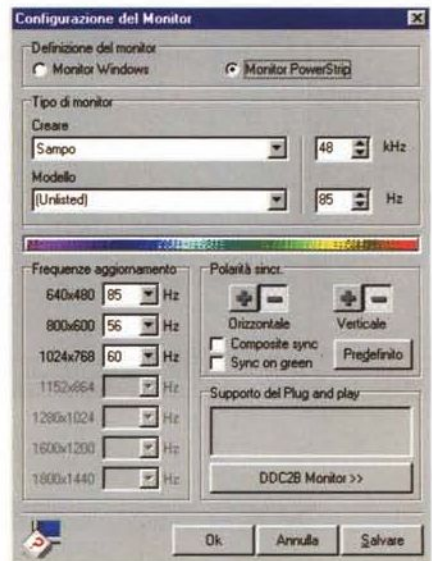 Configurazione del Monitor
Definizione del monitor
Monitor Windows
Monitor PowerStrip
Tipo di monitor
Creare
Sampo
48 kHz
Modello
(Unlisted)
85 Hz
Frequenze aggiornamento
640x480 85 Hz
800x600 56 Hz
1024x768 60 Hz
1152x864 Hz
1280x1024 Hz
1600x1200 Hz
1800x1440 Hz
Polarità sincr.
Orizzontale Verticale
Composite sync
Sync on green
Predefinito
Supporto del Plug and play
DDC2B Monitor >>
Ok Annulla Salvare